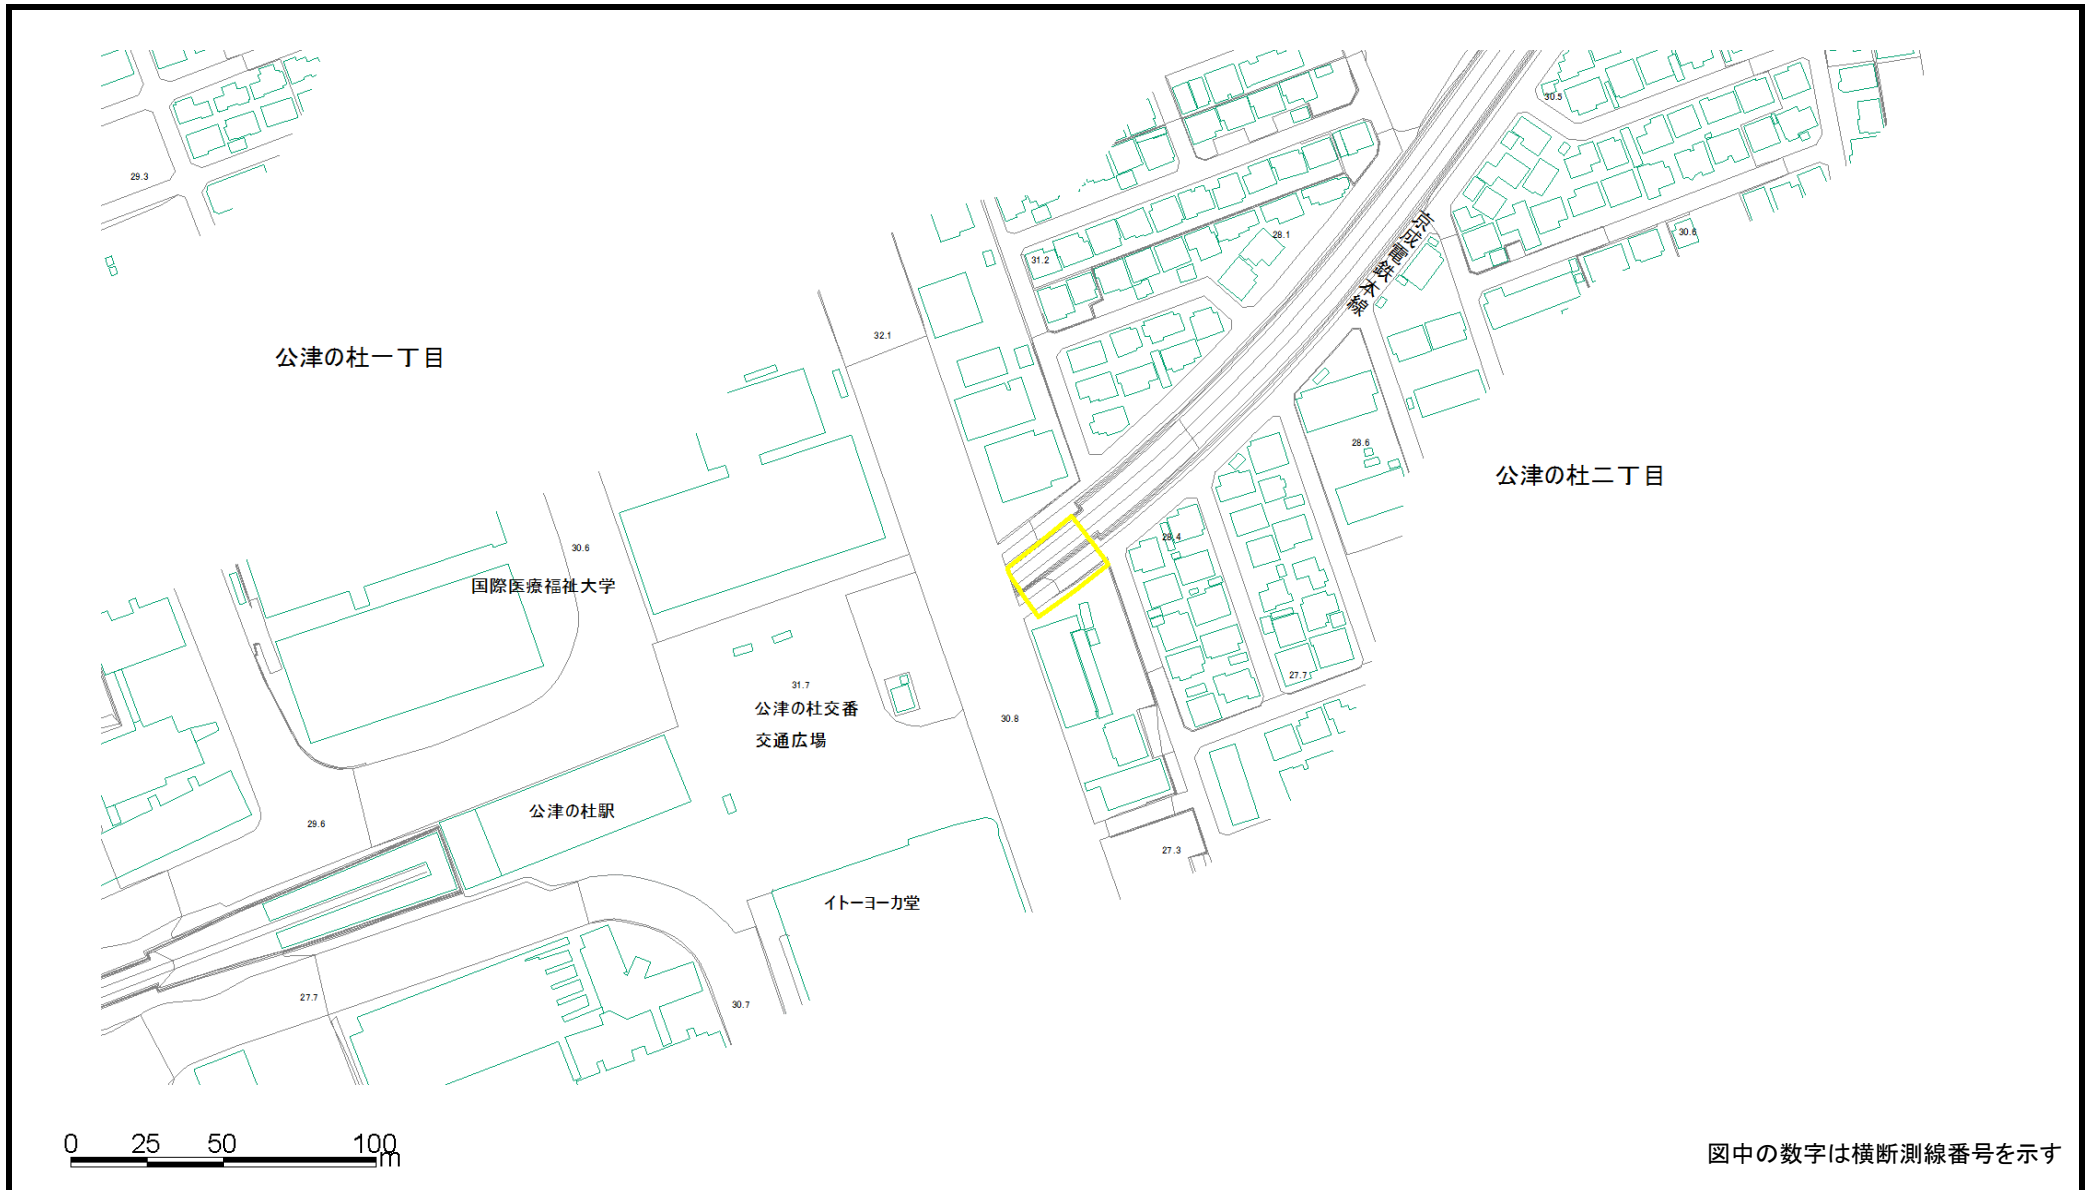 30.5
29.3
京成電鉄本線
30.6
28.1
31.2
32.1
公津の杜一丁目
28.6
公津の杜二丁目
28.4
30.6
国際医療福祉大学
27.7
31.7
公津の杜交番
交通広場
30.8
公津の杜駅
29.6
27.3
イトーヨーカ堂
27.7
30.7
0 25 50 100
m
図中の数字は横断測線番号を示す